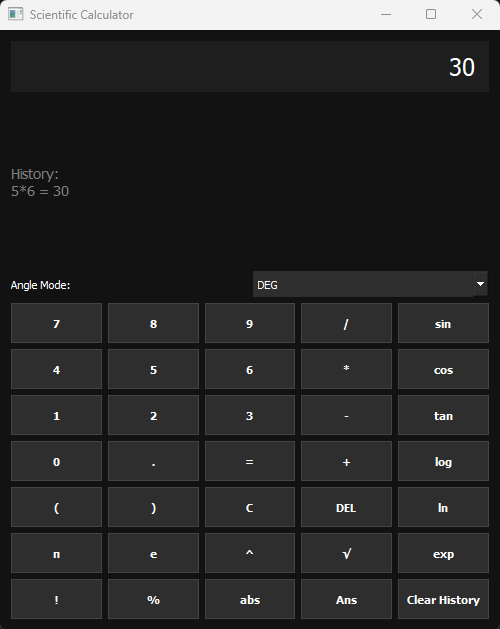 Scientific Calculator
30
History:
5*6 = 30
Angle Mode: DEG
7 8 9 / sin
4 5 6 * cos
1 2 3 - tan
0 . = + log
( ) C DEL ln
π e ^ √ exp
! % abs Ans Clear History